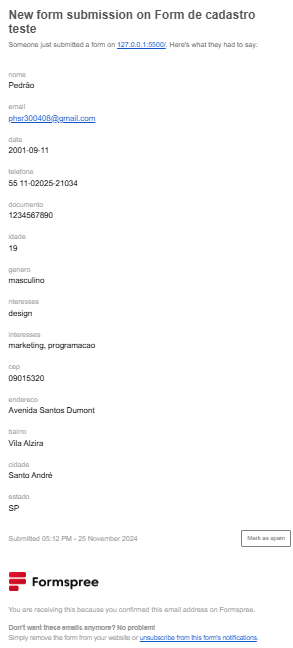 New form submission on Form de cadastro
teste
Someone just submitted a form on 127.0.0.1:5500/. Here's what they had to say:
nome
Pedrão
email
phsr300408@gmail.com
data
2001-09-11
telefone
55 11-02025-21034
documento
1234567890
idade
19
genero
masculino
nteresses
design
interesses
marketing, programacao
cep
09015320
endereco
Avenida Santos Dumont
bairro
Vila Alzira
cidade
Santo André
estado
SP
Submitted 05:12 PM - 25 November 2024
Mark as spam
Formspree
You are receiving this because you confirmed this email address on Formspree.
Don't want these emails anymore? No problem!
Simply remove the form from your website or unsubscribe from this form's notifications.